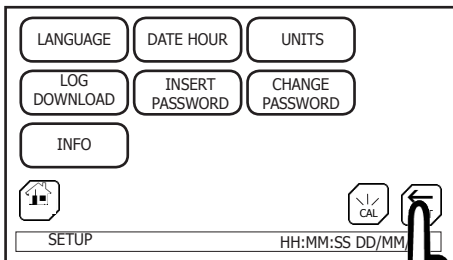 LANGUAGE DATE HOUR UNITS
LOG DOWNLOAD INSERT PASSWORD CHANGE PASSWORD
INFO
CAL
SETUP HH:MM:SS DD/MM/